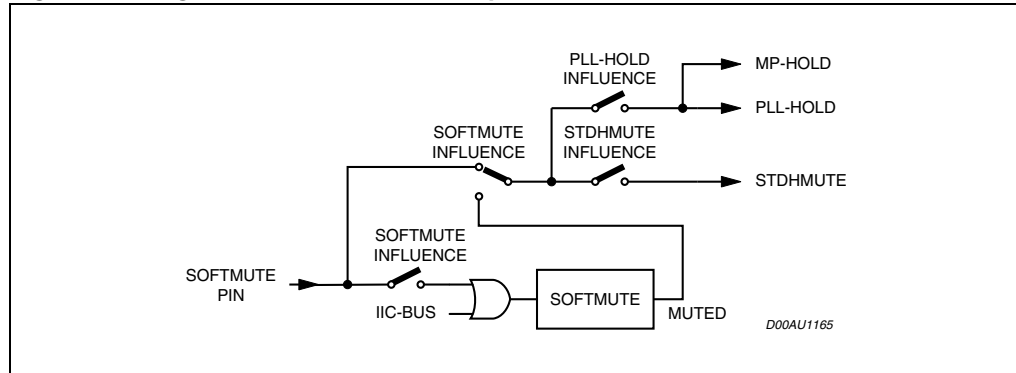 PLL-HOLD
INFLUENCE
MP-HOLD
PLL-HOLD
SOFTMUTE
INFLUENCE
STDHMUTE
INFLUENCE
STDHMUTE
SOFTMUTE
INFLUENCE
SOFTMUTE
PIN
IIC-BUS
SOFTMUTE
MUTED
D00AU1165